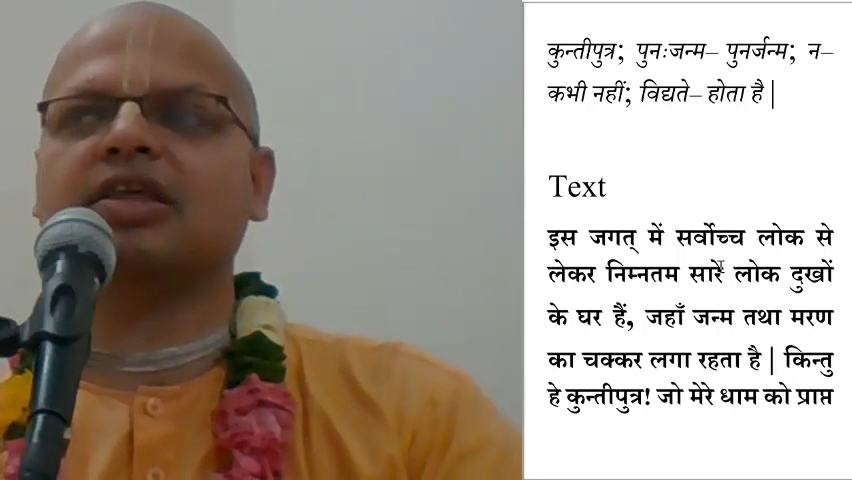 कुन्तीपुत्र; पुनःजन्म– पुनर्जन्म; न–
कभी नहीं; विद्यते– होता है |
Text
इस जगत् में सर्वोच्च लोक से
लेकर निम्नतम सारे लोक दुखों
के घर हैं, जहाँ जन्म तथा मरण
का चक्कर लगा रहता है | किन्तु
हे कुन्तीपुत्र! जो मेरे धाम को प्राप्त